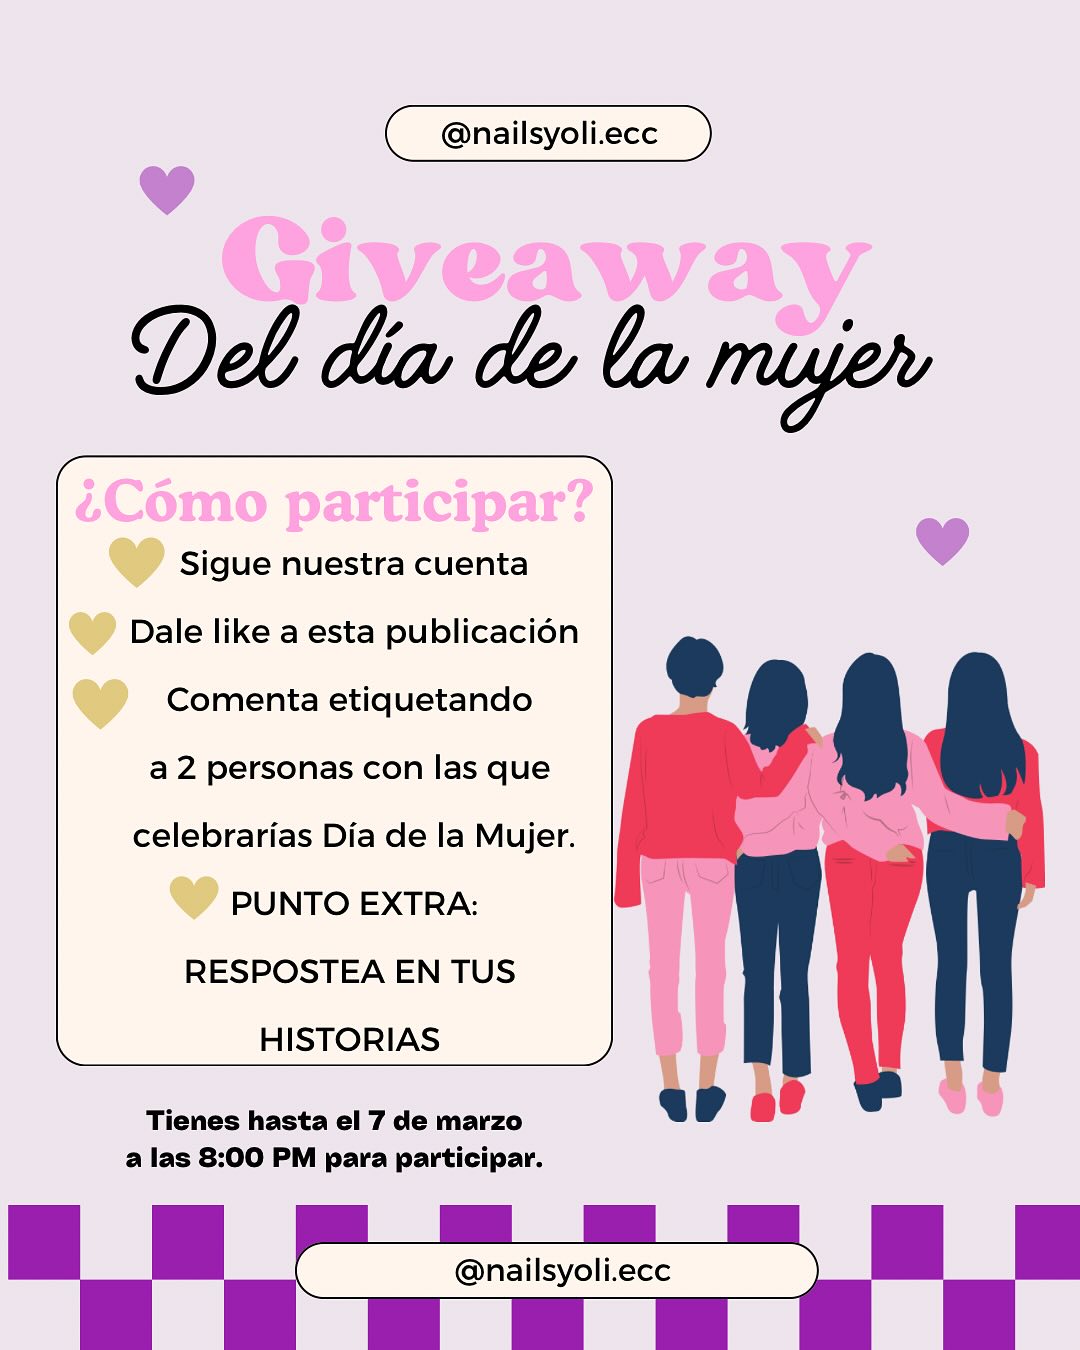 @nailsyoli.ecc
Giveaway
Del día de la mujer
¿Cómo participar?
Sigue nuestra cuenta
Dale like a esta publicación
Comenta etiquetando
a 2 personas con las que
celebrarías Día de la Mujer.
PUNTO EXTRA:
RESPOSTEA EN TUS
HISTORIAS
Tienes hasta el 7 de marzo
a las 8:00 PM para participar.
@nailsyoli.ecc